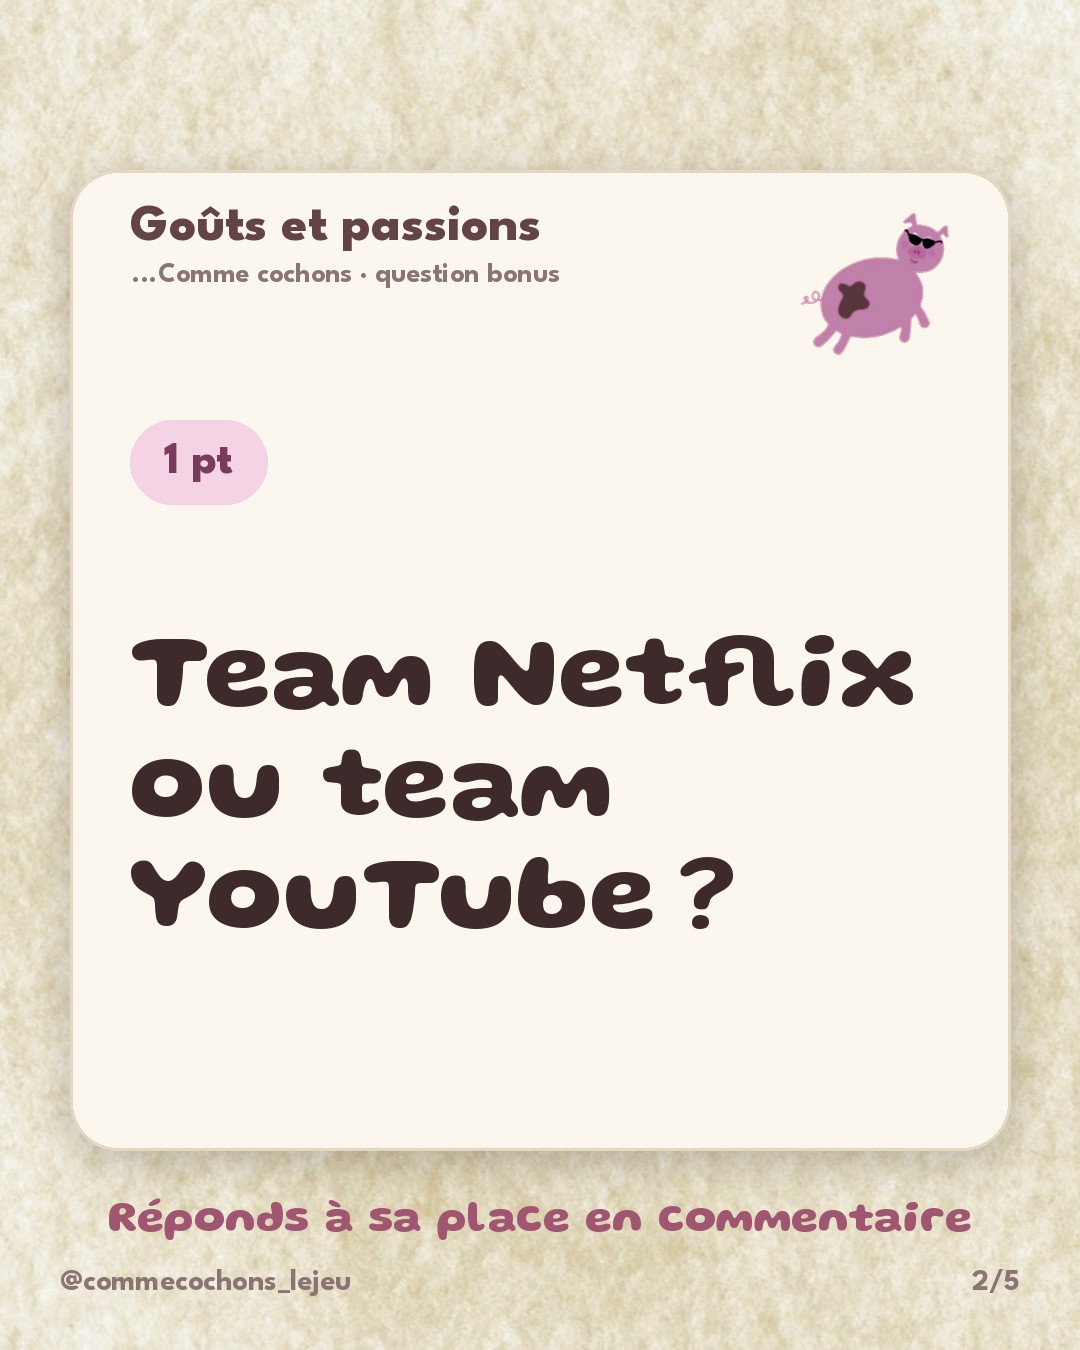 Goûts et passions
...Comme cochons · question bonus
1 pt
Team Netflix
ou team
YouTube ?
Réponds à sa place en commentaire
@commecochons_lejeu
2/5